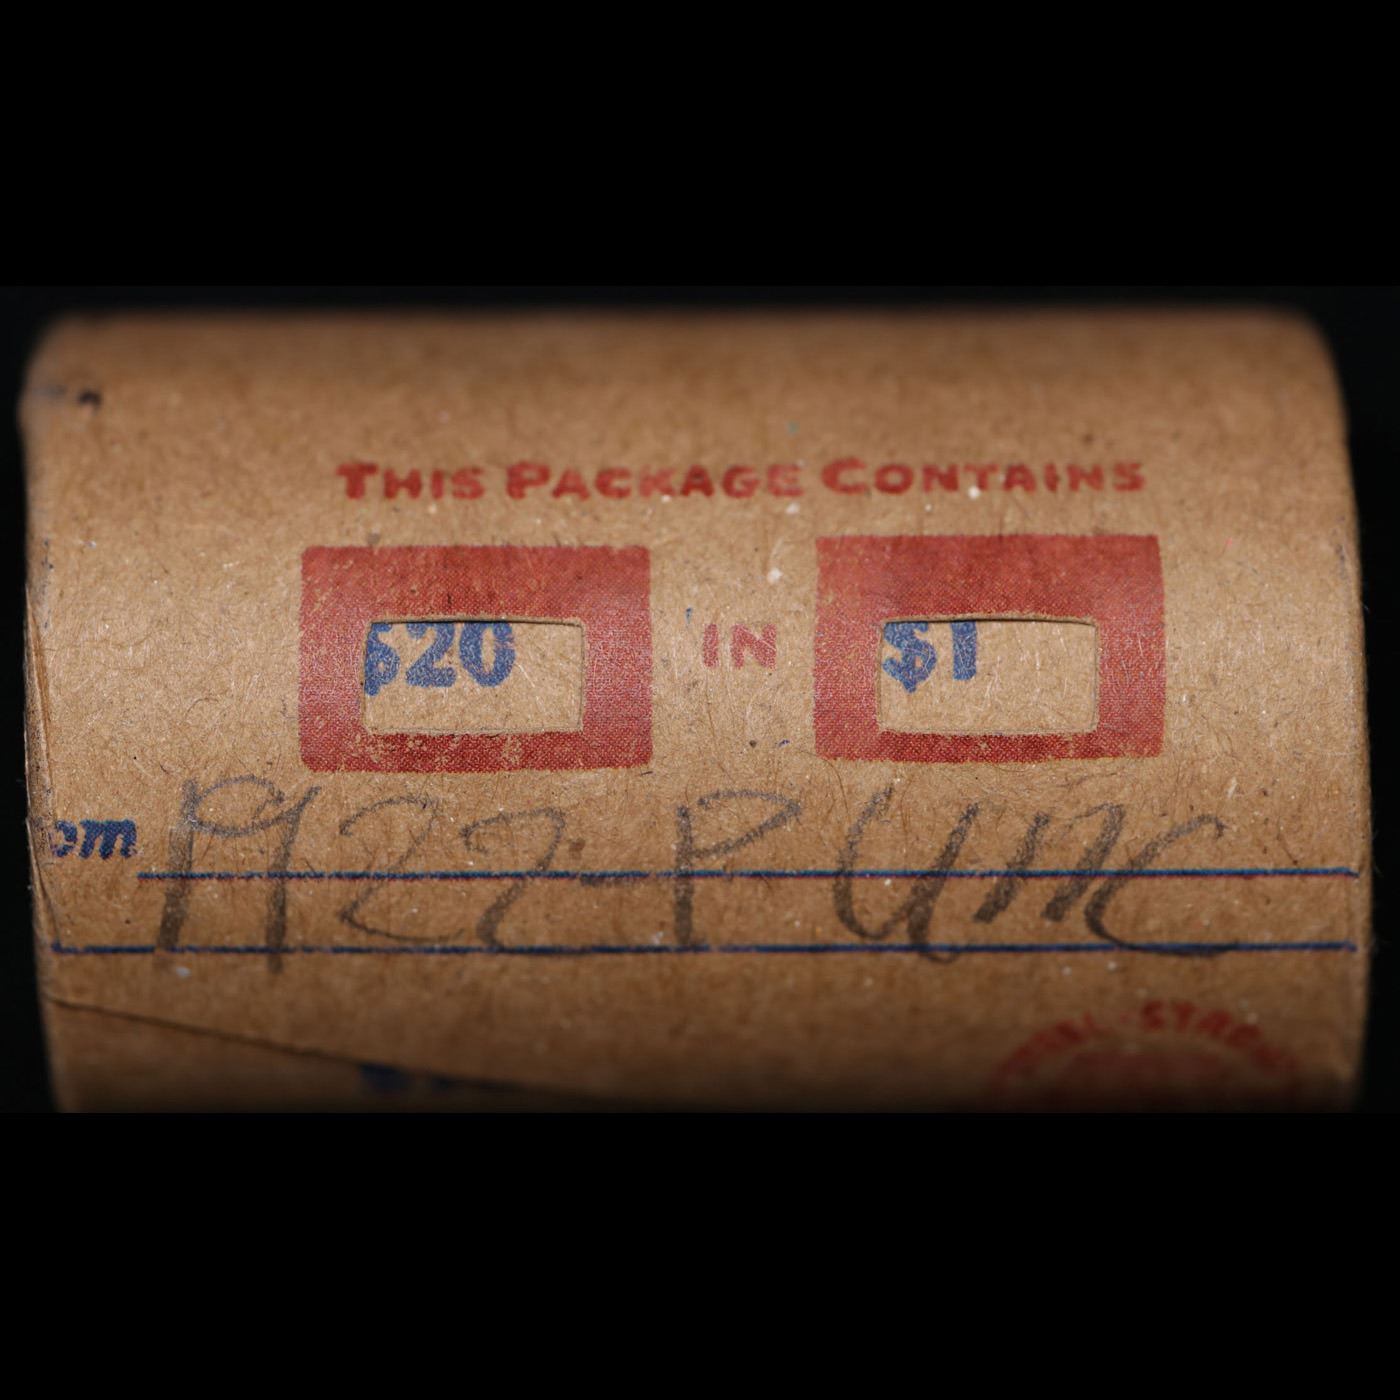 THIS PACKAGE CONTAINS
$20 IN $1
om
1922-P UNC